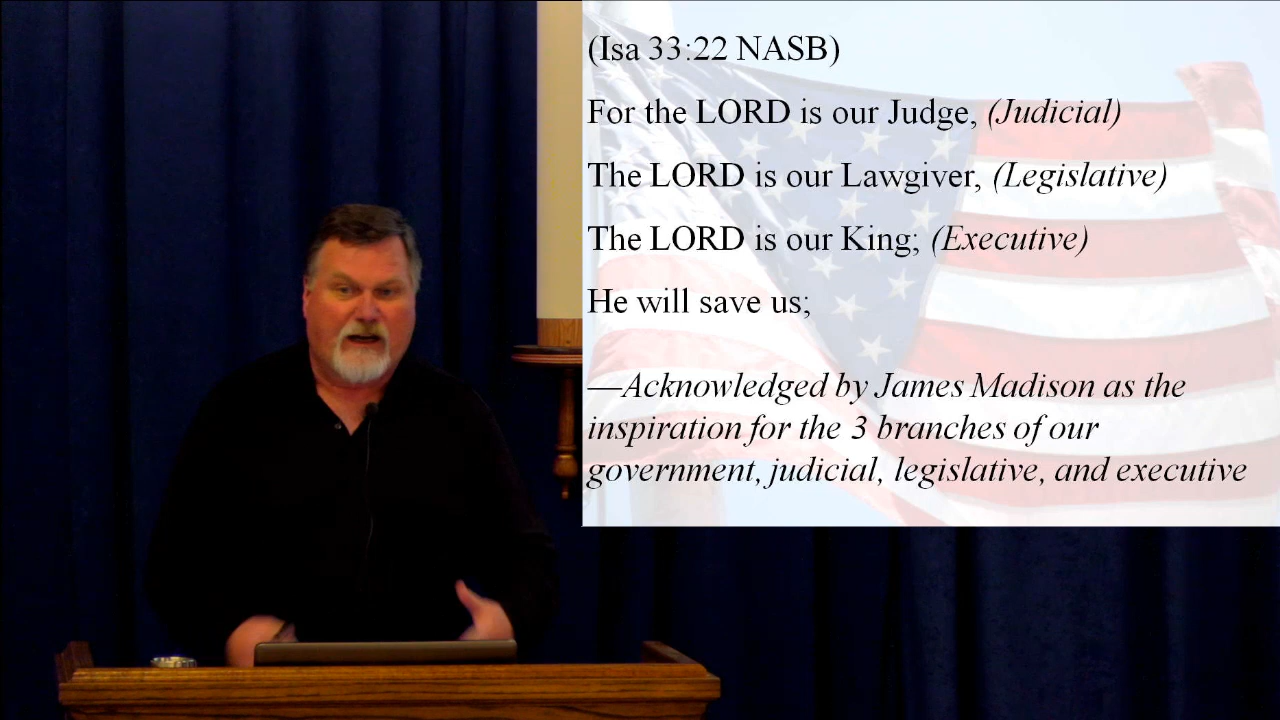 (Isa 33:22 NASB)
For the LORD is our Judge, (Judicial)
The LORD is our Lawgiver, (Legislative)
The LORD is our King; (Executive)
He will save us;
—Acknowledged by James Madison as the
inspiration for the 3 branches of our
government, judicial, legislative, and executive